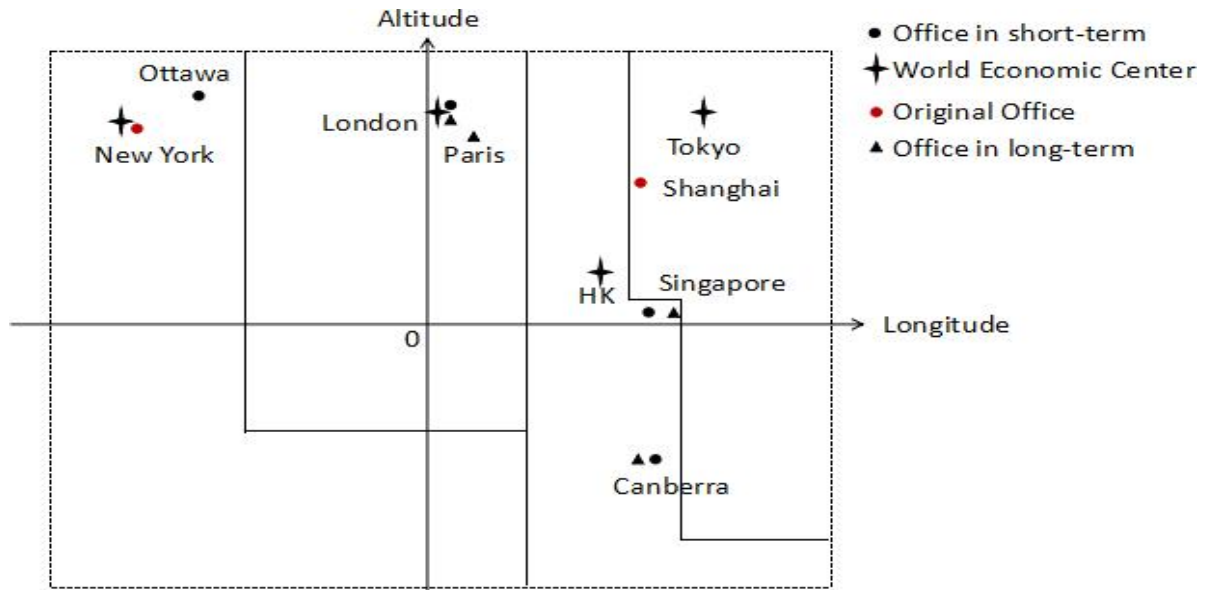 Altitude
Office in short-term
World Economic Center
Original Office
Office in long-term
Ottawa
London
New York
Paris
Tokyo
Shanghai
Singapore
HK
Longitude
0
Canberra